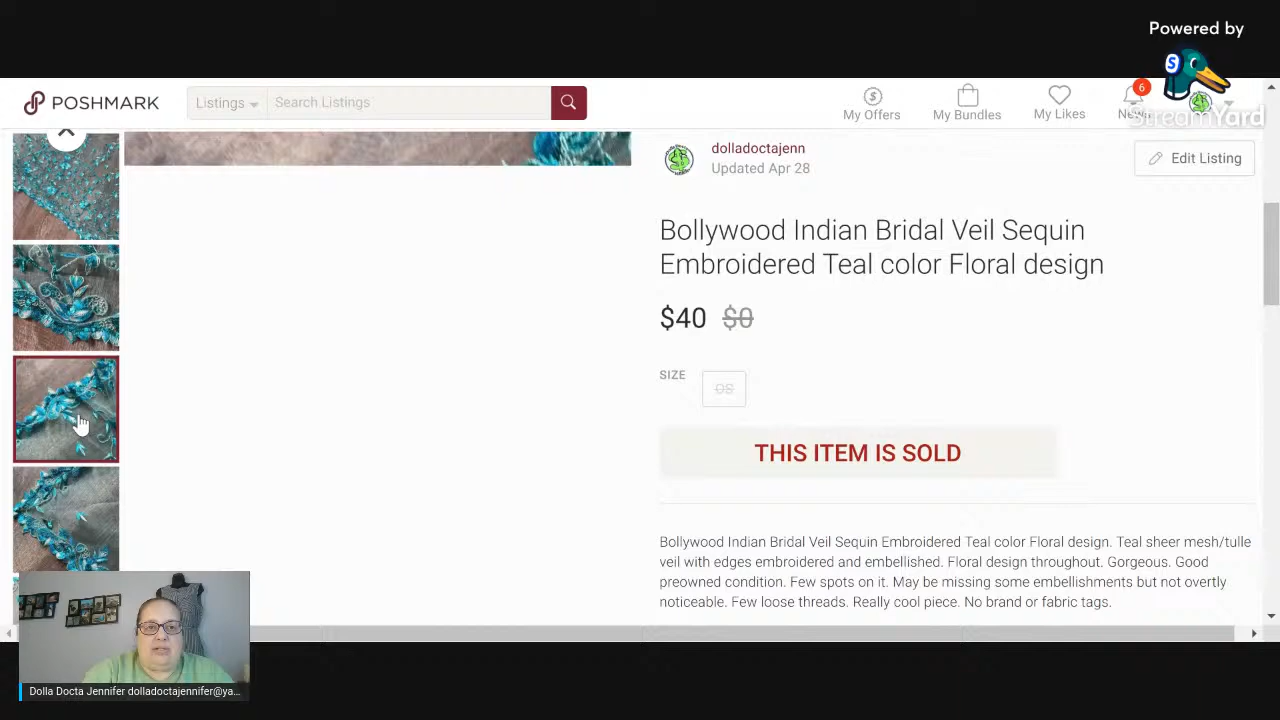 Powered by
S
StreamYard
POSHMARK
Listings
Search Listings
My Offers
My Bundles
My Likes
6
dolladoctajenn
Updated Apr 28
Edit Listing
Bollywood Indian Bridal Veil Sequin
Embroidered Teal color Floral design
$40 $0
SIZE
OS
THIS ITEM IS SOLD
Bollywood Indian Bridal Veil Sequin Embroidered Teal color Floral design. Teal sheer mesh/tulle
veil with edges embroidered and embellished. Floral design throughout. Gorgeous. Good
preowned condition. Few spots on it. May be missing some embellishments but not overtly
noticeable. Few loose threads. Really cool piece. No brand or fabric tags.
Dolla Docta Jennifer dolladoctajennifer@ya...